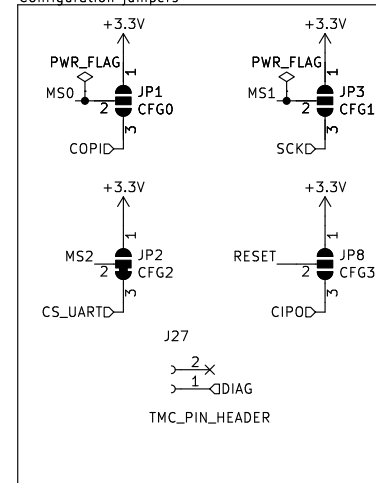 Configuration jumpers
+3.3V
+3.3V
PWR_FLAG
1
PWR_FLAG
1
MS0
JP1
MS1
JP3
2
CFG0
2
CFG1
3
3
COPI
SCK
+3.3V
+3.3V
1
1
MS2
JP2
RESET
JP8
2
CFG2
2
CFG3
3
3
CS_UART
CIPO
J27
2
1
DIAG
TMC_PIN_HEADER